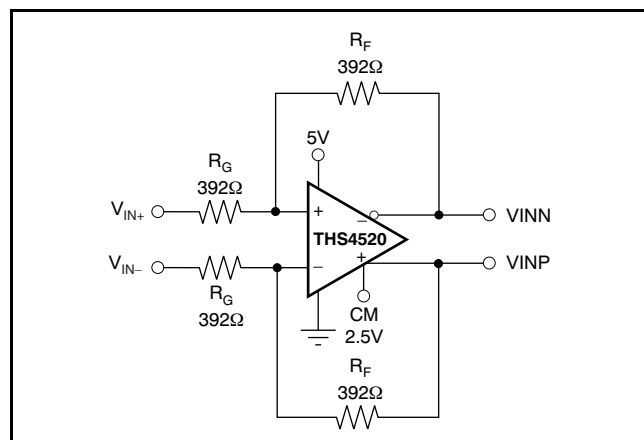 R_F
392Ω
5V
R_G
392Ω
V_IN+
+
−
VINN
THS4520
V_IN−
−
+
VINP
R_G
392Ω
CM
2.5V
R_F
392Ω